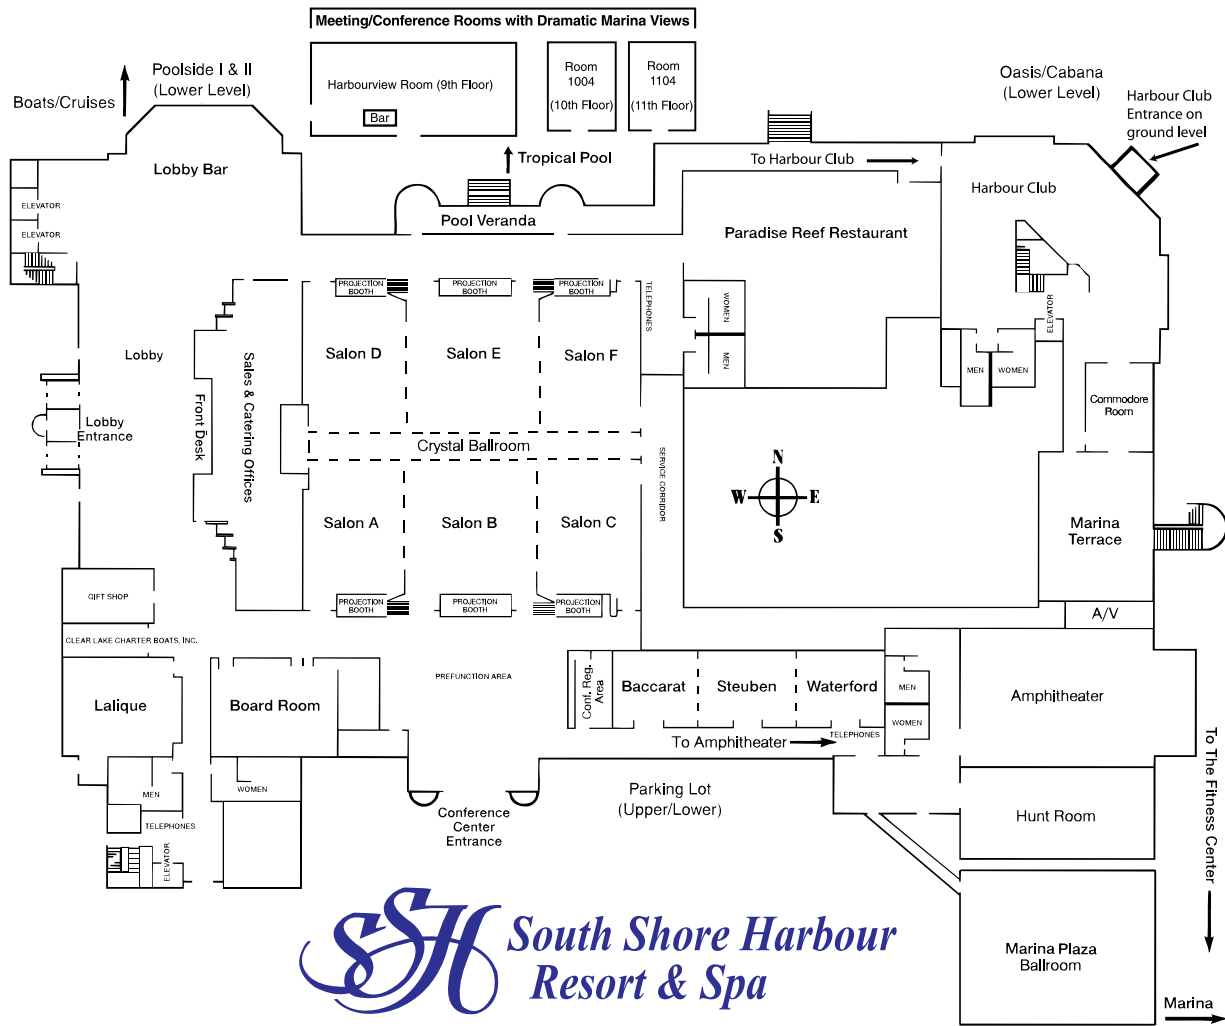 Meeting/Conference Rooms with Dramatic Marina Views
Poolside I & II
(Lower Level)
Boats/Cruises
Harbourview Room (9th Floor)
Bar
Room
1004
(10th Floor)
Room
1104
(11th Floor)
Oasis/Cabana
(Lower Level)
Harbour Club
Entrance on
ground level
Lobby Bar
Tropical Pool
To Harbour Club
Harbour Club
ELEVATOR
ELEVATOR
Pool Veranda
Paradise Reef Restaurant
PROJECTION
BOOTH
PROJECTION
BOOTH
PROJECTION
BOOTH
TELEPHONES
WOMEN
MEN
ELEVATOR
MEN
WOMEN
Lobby
Salon D
Salon E
Salon F
Sales & Catering Offices
Front Desk
Commodore
Room
Lobby
Entrance
Crystal Ballroom
SERVICE CORRIDOR
N
W
E
S
Salon A
Salon B
Salon C
Marina
Terrace
GIFT SHOP
PROJECTION
BOOTH
PROJECTION
BOOTH
PROJECTION
BOOTH
A/V
CLEAR LAKE CHARTER BOATS, INC.
PREFUNCTION AREA
Conf. Reg.
Area
Baccarat
Steuben
Waterford
MEN
WOMEN
Amphitheater
Lalique
Board Room
To Amphitheater
TELEPHONES
To The Fitness Center
MEN
WOMEN
Parking Lot
(Upper/Lower)
Hunt Room
TELEPHONES
Conference
Center
Entrance
ELEVATOR
SSH
South Shore Harbour
Resort & Spa
Marina Plaza
Ballroom
Marina